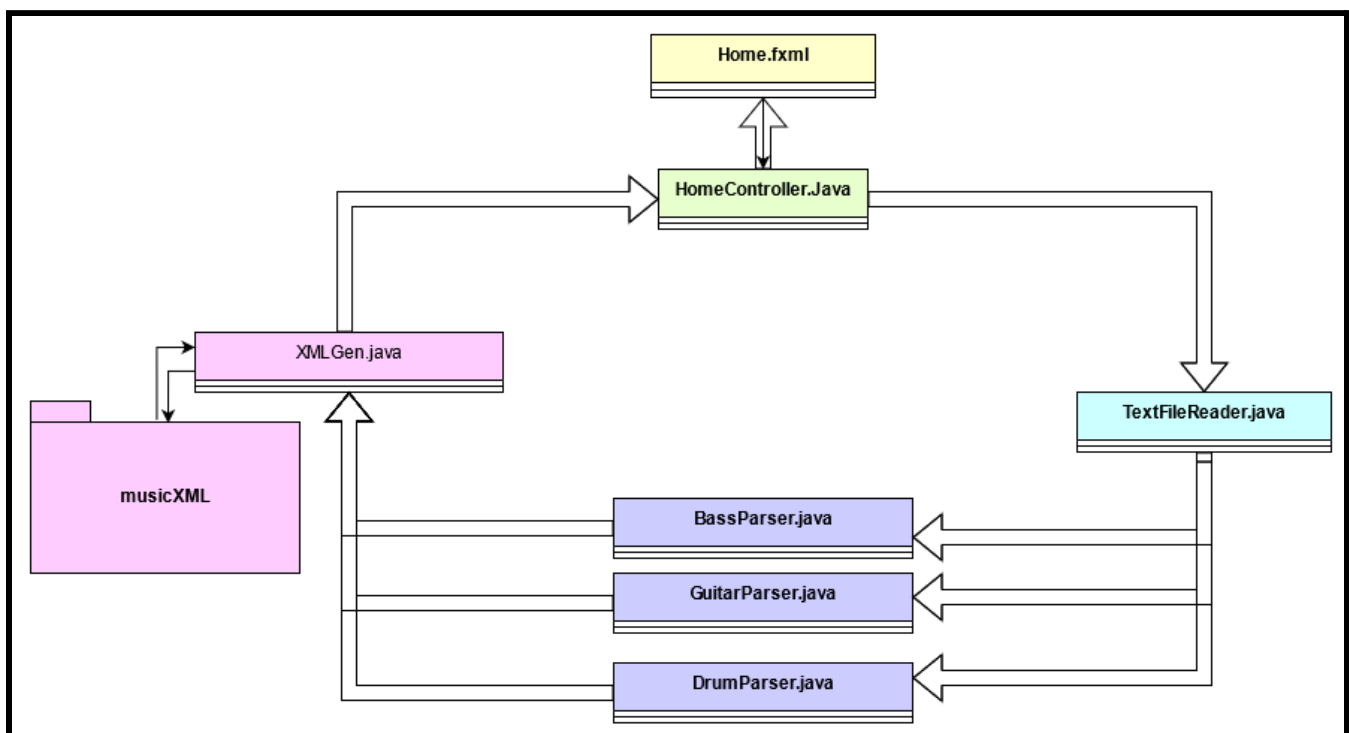 Home.fxml
HomeController.Java
XMLGen.java
TextFileReader.java
musicXML
BassParser.java
GuitarParser.java
DrumParser.java